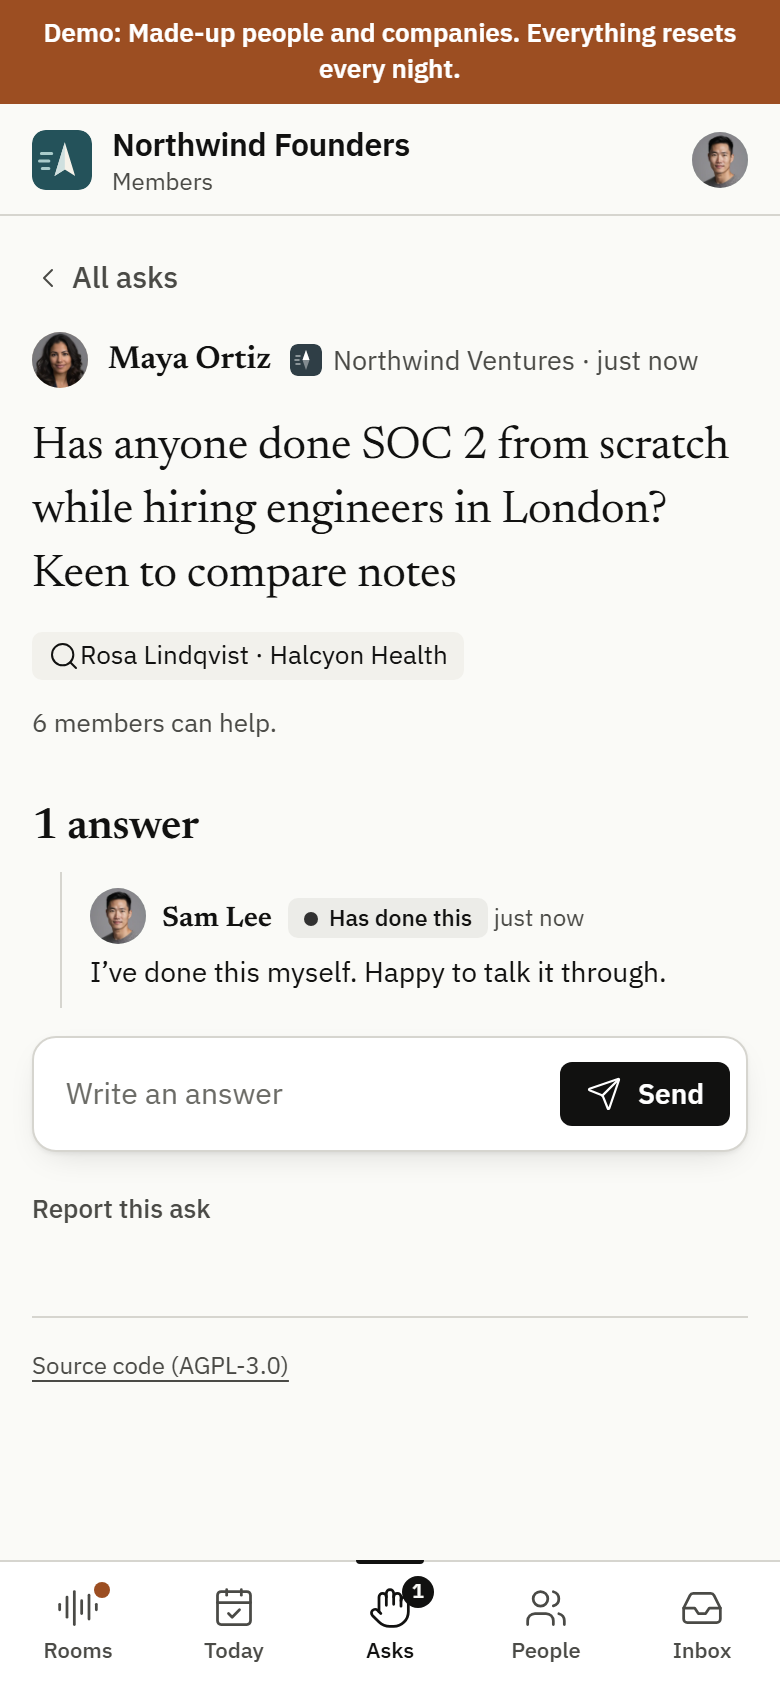 Demo: Made-up people and companies. Everything resets
every night.
Northwind Founders
Members
All asks
Maya Ortiz Northwind Ventures · just now
Has anyone done SOC 2 from scratch
while hiring engineers in London?
Keen to compare notes
Rosa Lindqvist · Halcyon Health
6 members can help.
1 answer
Sam Lee Has done this just now
I’ve done this myself. Happy to talk it through.
Write an answer Send
Report this ask
Source code (AGPL-3.0)
1
Rooms Today Asks People Inbox